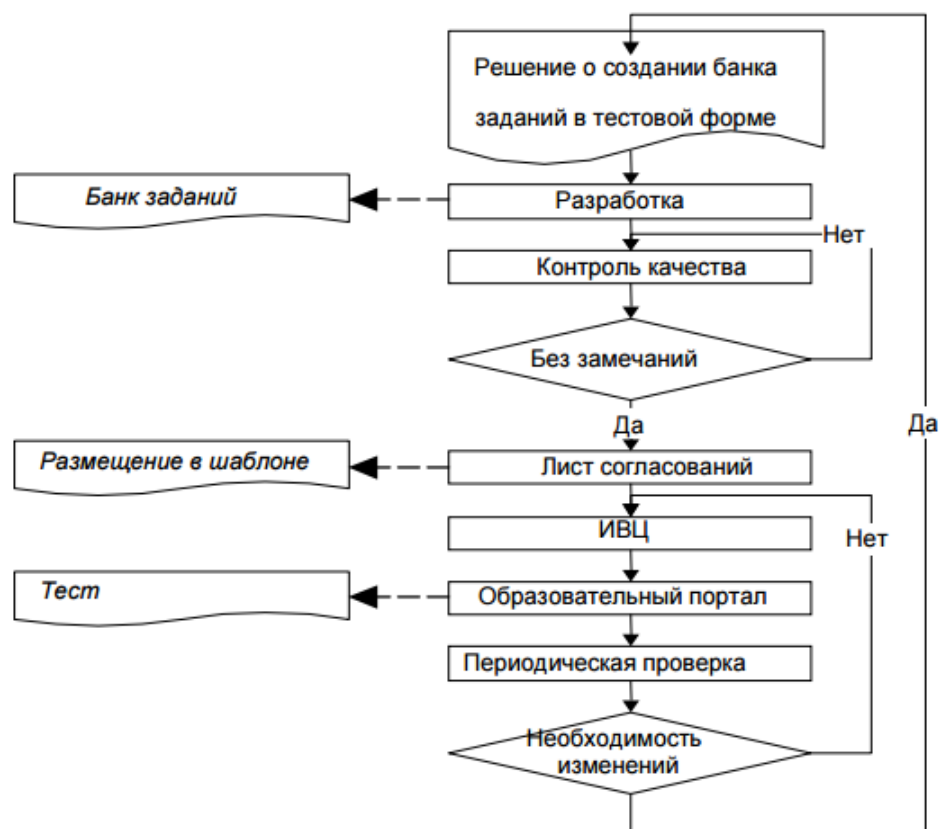 Решение о создании банка
заданий в тестовой форме
Банк заданий
Разработка
Нет
Контроль качества
Без замечаний
Да
Да
Размещение в шаблоне
Лист согласований
ИВЦ
Нет
Тест
Образовательный портал
Периодическая проверка
Необходимость
изменений